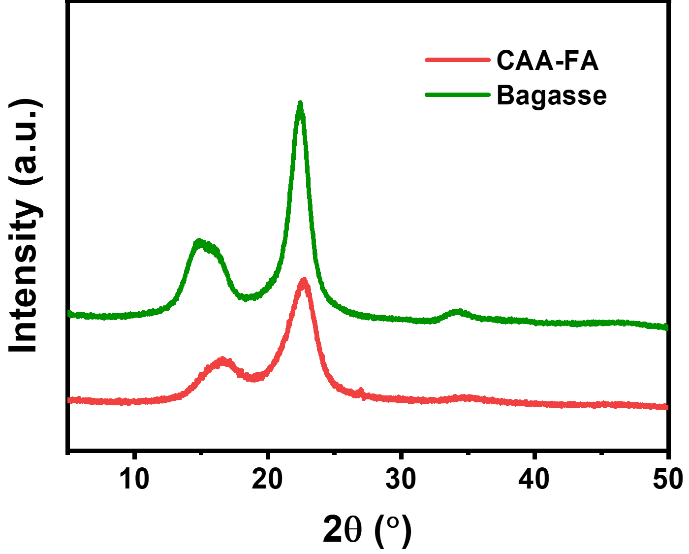 CAA-FA
Bagasse
Intensity (a.u.)
10 20 30 40 50
2θ (°)